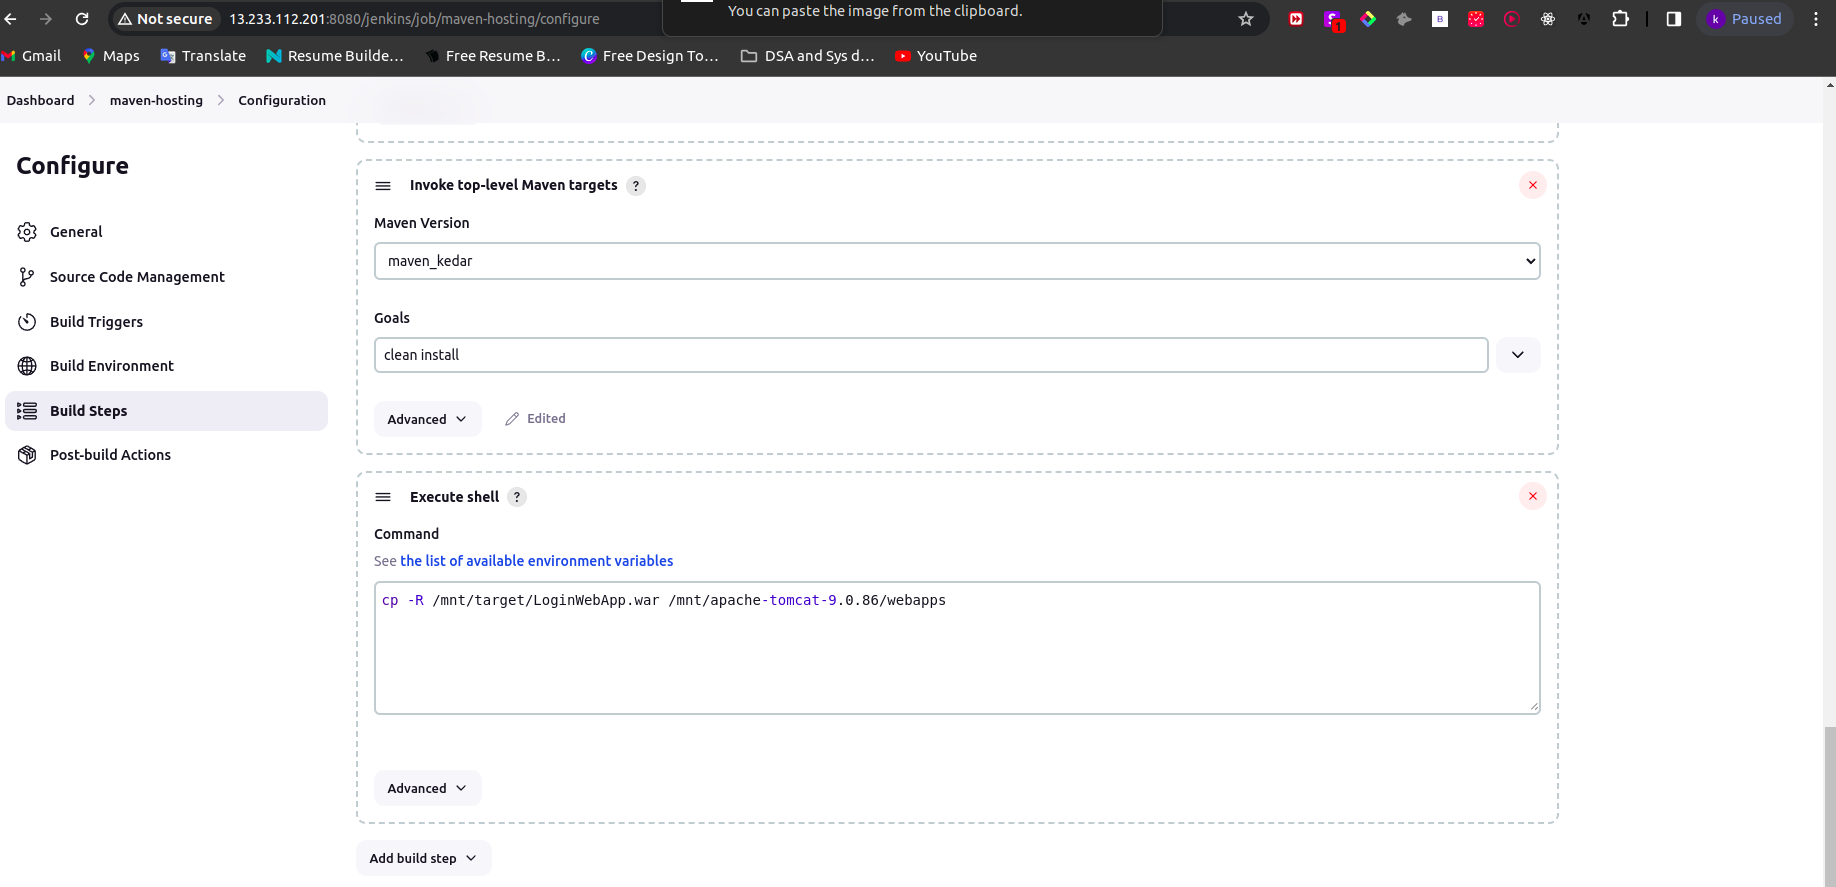 You can paste the image from the clipboard.
Not secure 13.233.112.201:8080/jenkins/job/maven-hosting/configure
1
B
k Paused
Gmail Maps Translate Resume Builde... Free Resume B... Free Design To... DSA and Sys d... YouTube
Dashboard maven-hosting Configuration
Configure
General
Source Code Management
Build Triggers
Build Environment
Build Steps
Post-build Actions
Invoke top-level Maven targets ?
Maven Version
maven_kedar
Goals
clean install
Advanced Edited
Execute shell ?
Command
See the list of available environment variables
cp -R /mnt/target/LoginWebApp.war /mnt/apache-tomcat-9.0.86/webapps
Advanced
Add build step